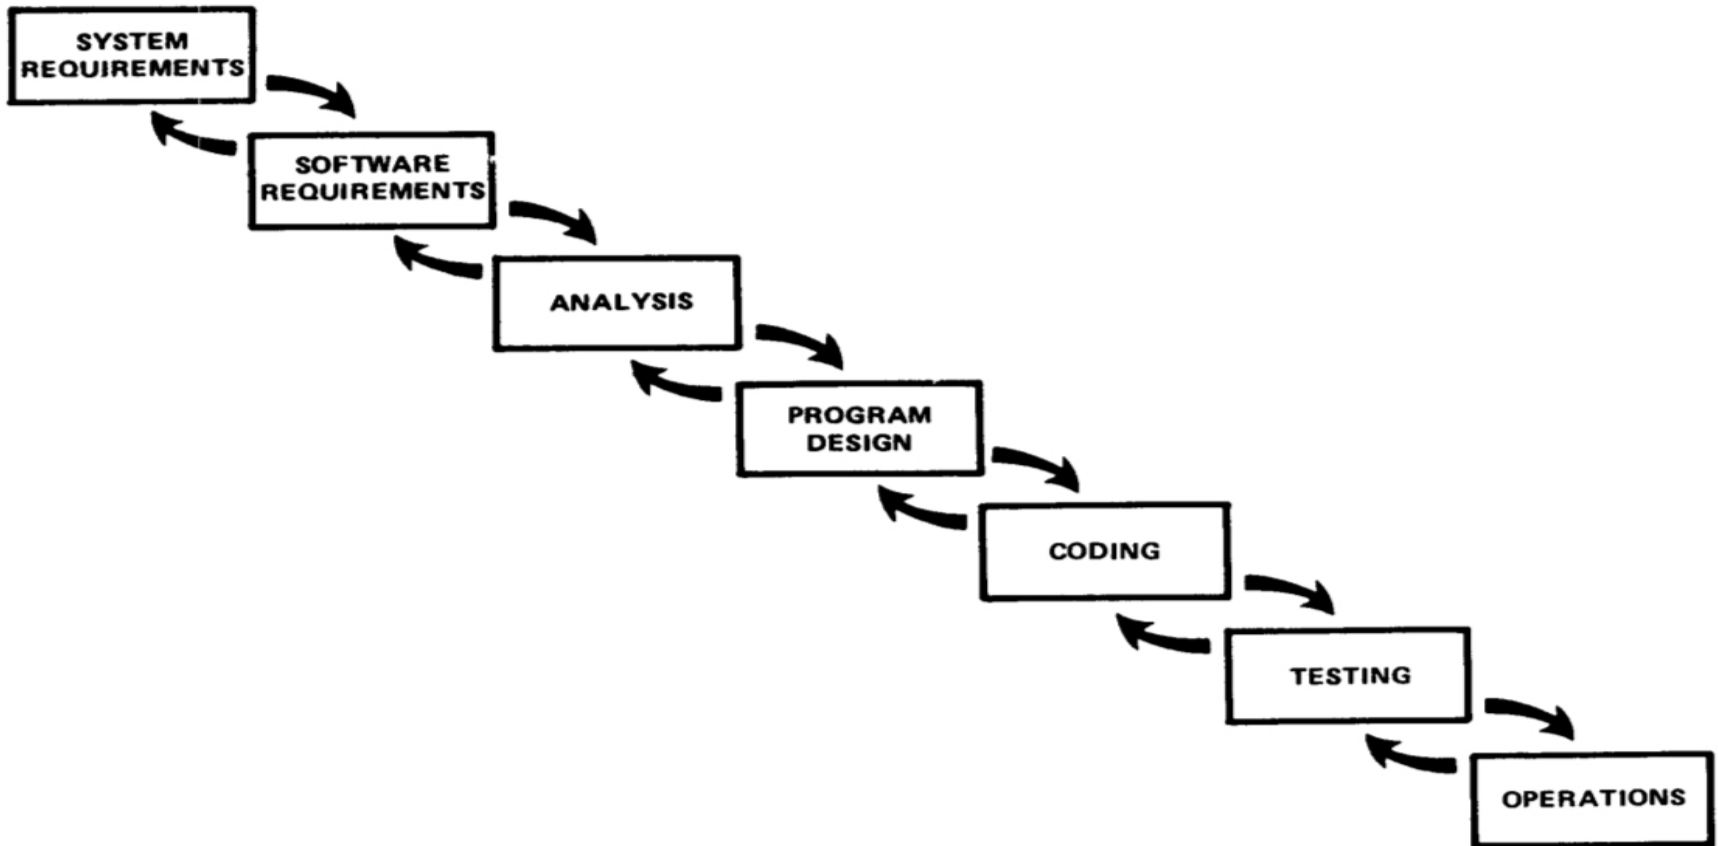 SYSTEM
REQUIREMENTS
SOFTWARE
REQUIREMENTS
ANALYSIS
PROGRAM
DESIGN
CODING
TESTING
OPERATIONS